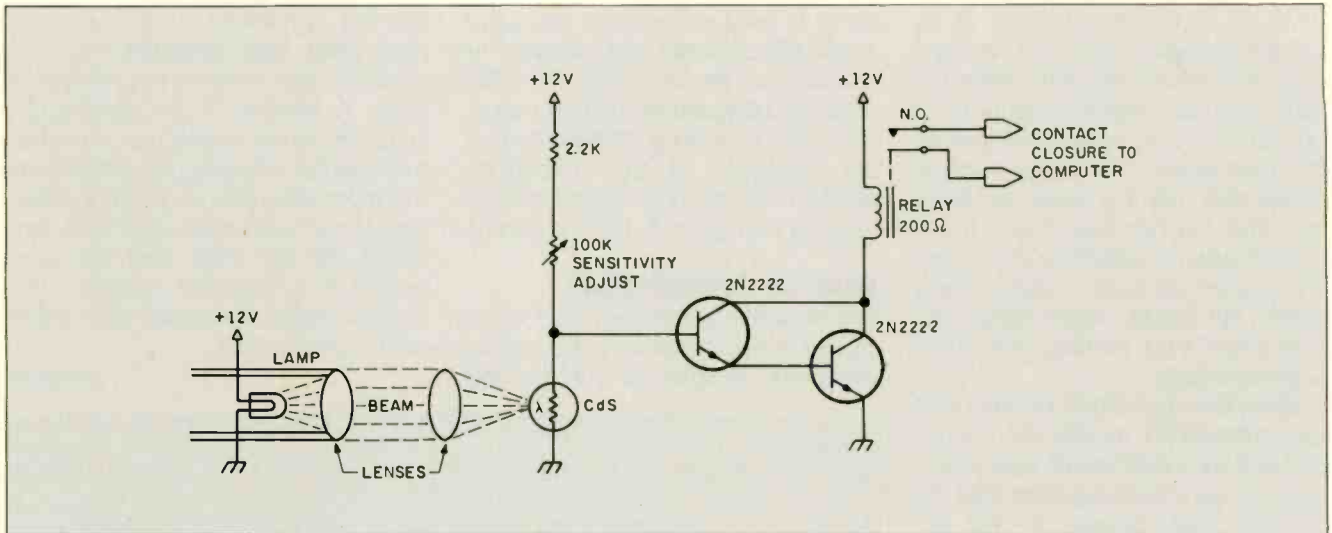 +12V
2.2K
100K
SENSITIVITY
ADJUST
+12V
N.O.
CONTACT
CLOSURE TO
COMPUTER
RELAY
200Ω
2N2222
2N2222
+12V
LAMP
BEAM
λ
CdS
LENSES